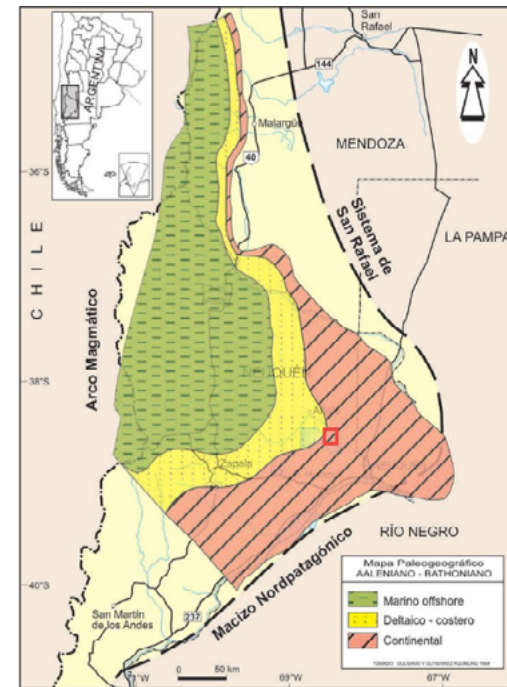 ARGENTINA
San
Rafael
N
144
Malargüe
MENDOZA
40
36°S
Sistema de
San Rafael
LA PAMPA
CHILE
Arco Magmático
38°S
NEUQUÉN
Zapala
RÍO NEGRO
Macizo Nordpatagónico
40°S
San Martín
de los Andes
237
0
50 km
69°W
67°W
Mapa Paleogeográfico
AALENIANO - BATHONIANO
Marino offshore
Deltaico - costero
Continental